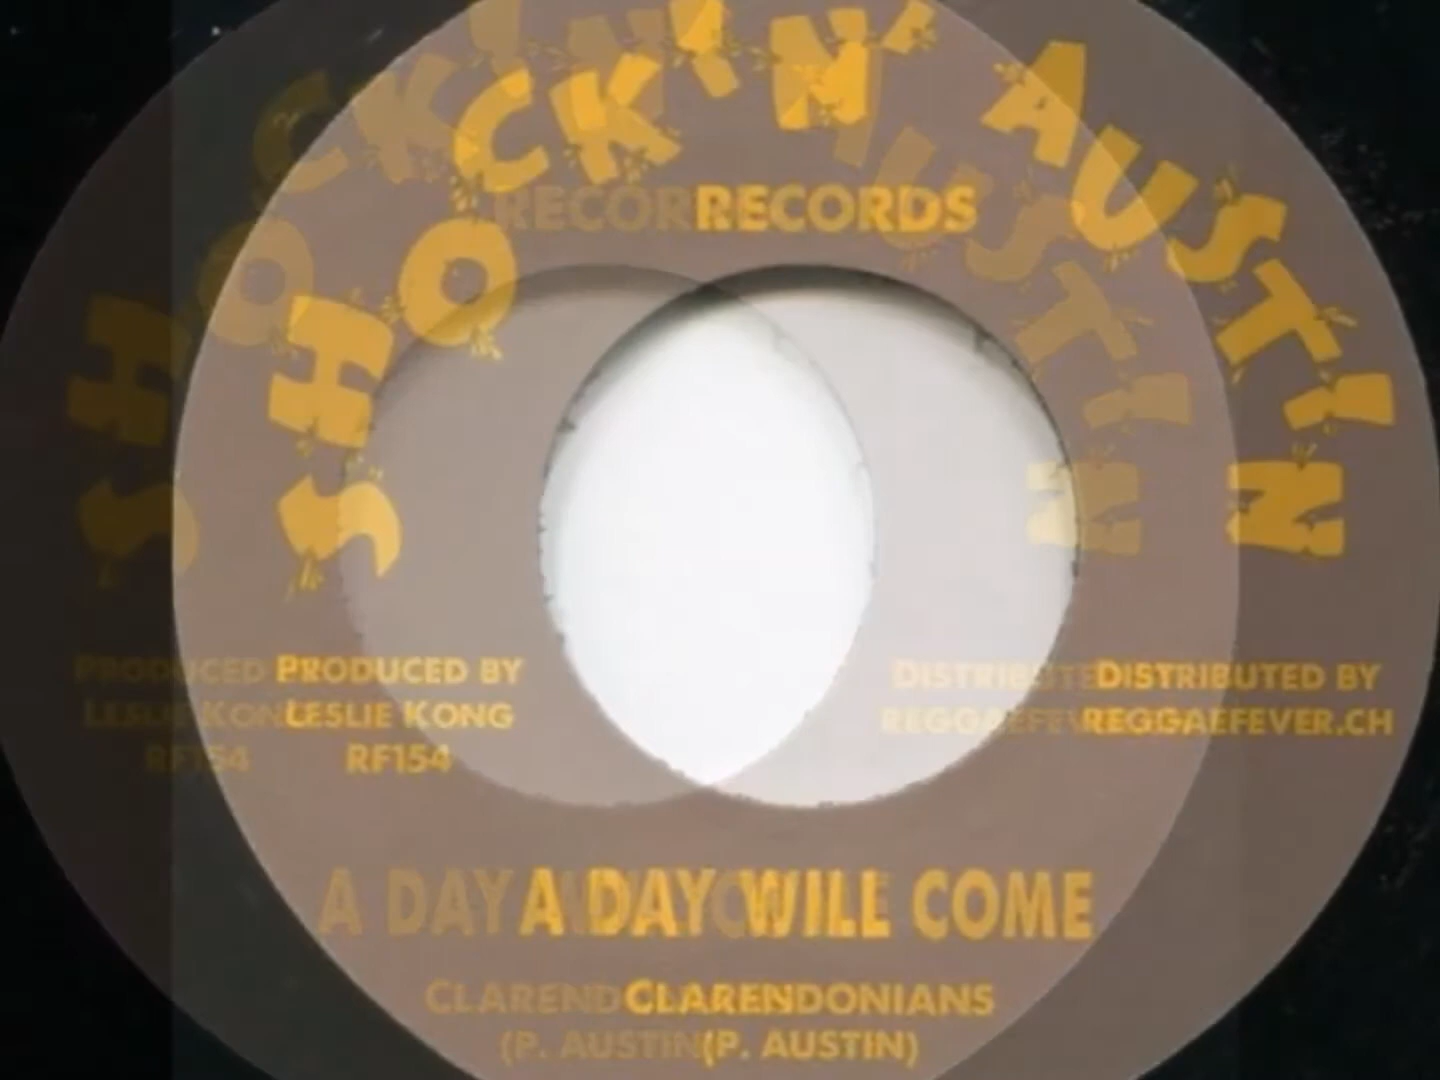 SHOCKIN' AUSTIN
RECORDS
PRODUCED BY
LESLIE KONG
RF154
DISTRIBUTED BY
REGGAEFEVER.CH
A DAY WILL COME
CLARENDONIANS
(P. AUSTIN)